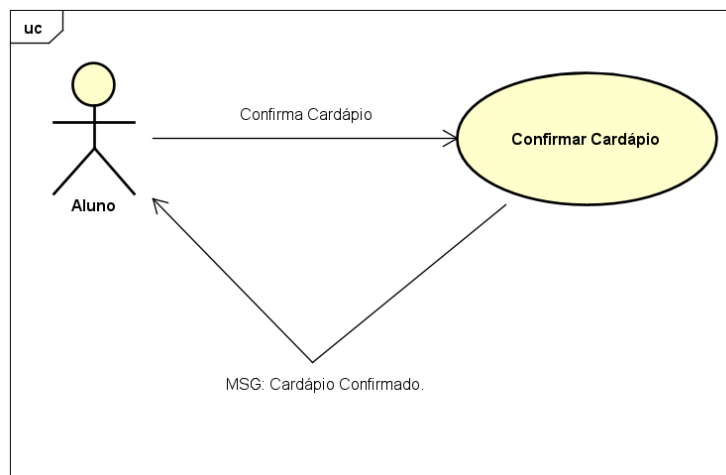 uc
Confirma Cardápio
Confirmar Cardápio
Aluno
MSG: Cardápio Confirmado.